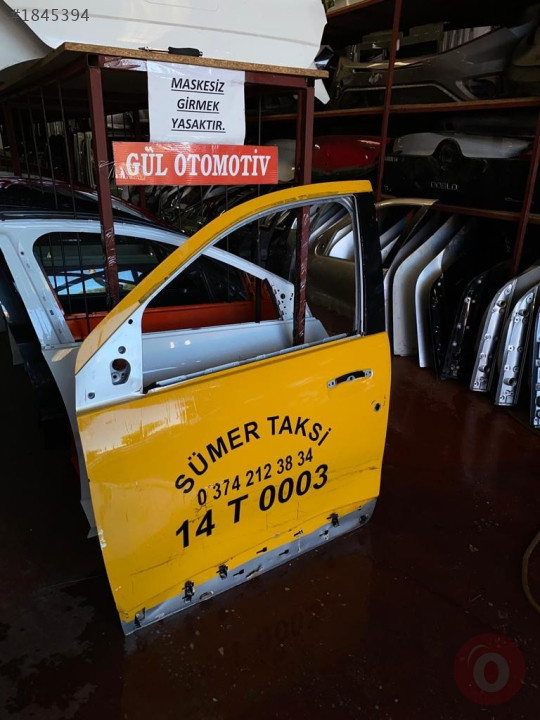 #1845394
MASKESİZ
GİRMEK
YASAKTIR.
GÜL OTOMOTİV
SÜMER TAKSİ
0 374 212 38 34
14 T 0003